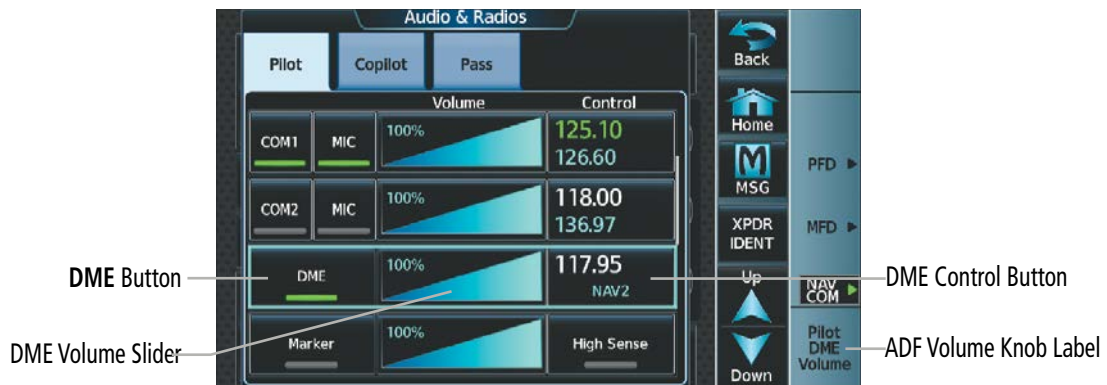 Audio & Radios
Pilot Copilot Pass
Volume Control
COM1 MIC 100% 125.10
126.60
COM2 MIC 100% 118.00
136.97
DME 100% 117.95
NAV2
Marker 100% High Sense
Back
Home
MSG
XPDR
IDENT
Up
Down
PFD
MFD
NAV
COM
Pilot
DME
Volume
DME Button
DME Volume Slider
DME Control Button
ADF Volume Knob Label